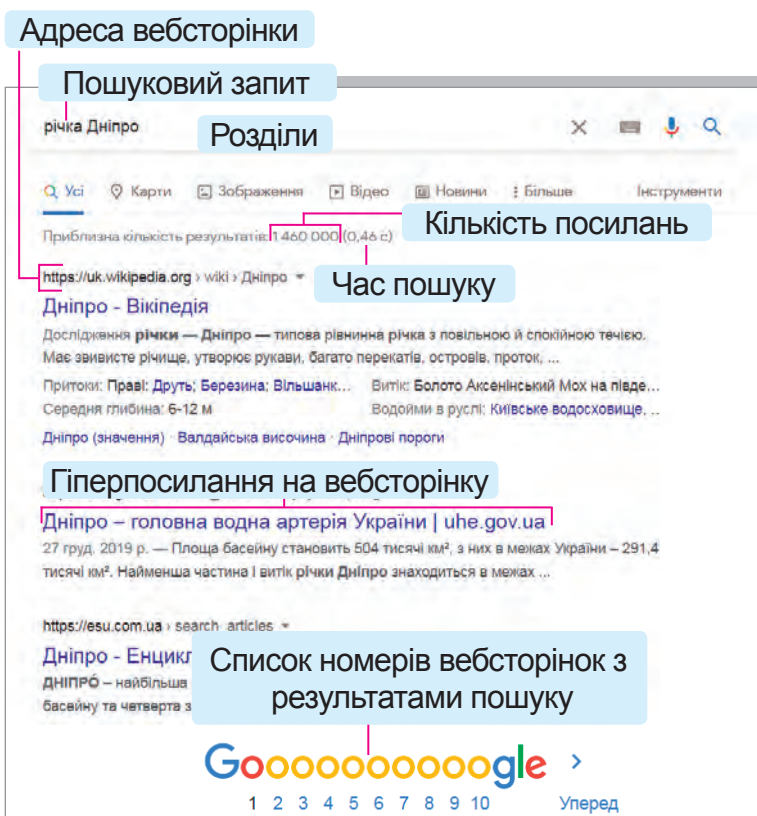 Адреса вебсторінки
Пошуковий запит
річка Дніпро
Розділи
Усі Карти Зображення Відео Новини Більше Інструменти
Кількість посилань
Приблизна кількість результатів: 1 460 000 (0,46 с)
https://uk.wikipedia.org › wiki › Дніпро
Час пошуку
Дніпро - Вікіпедія
Дослідження річки — Дніпро — типова рівнинна річка з повільною й спокійною течією.
Має звивисте річище, утворює рукави, багато перекатів, островів, проток, ...
Притоки: Праві: Друть; Березина; Вільшанк... Витік: Болото Аксенінський Мох на півде...
Середня глибина: 6-12 м Водойми в руслі: Київське водосховище, ..
Дніпро (значення) · Валдайська височина · Дніпрові пороги
Гіперпосилання на вебсторінку
Дніпро – головна водна артерія України | uhe.gov.ua
27 груд. 2019 р. — Площа басейну становить 504 тисячі км², з них в межах України – 291,4
тисячі км². Найменша частина і витік річки Дніпро знаходиться в межах ...
https://esu.com.ua › search_articles
Дніпро - Енцикл
Список номерів вебсторінок з
результатами пошуку
ДНІПРО́ – найбільша
басейну та четверта з
Goooooooooogle >
1 2 3 4 5 6 7 8 9 10 Уперед